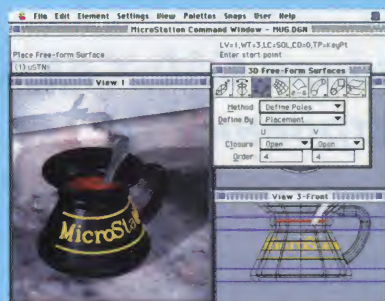 File Edit Element Settings View Palettes Snaps User Help
MicroStation Command Window - MUG.DGN
LV=1,WT=3,LC=SOL,CO=0,TP=KeyPt
Place Free-form Surface
Enter start point
(1) uSTN>
View 1
3D Free-Form Surfaces
Method Define Poles
Define By Placement
U V
Closure Open Open
Order 4 4
View 3-Front
MicroSta